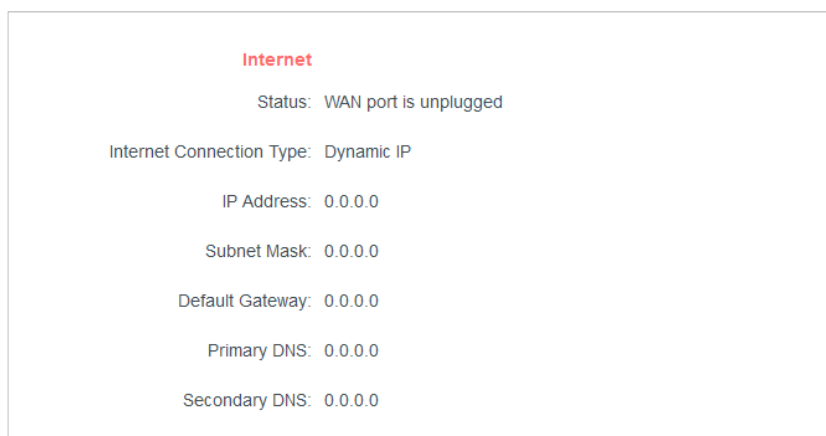 Internet
Status: WAN port is unplugged
Internet Connection Type: Dynamic IP
IP Address: 0.0.0.0
Subnet Mask: 0.0.0.0
Default Gateway: 0.0.0.0
Primary DNS: 0.0.0.0
Secondary DNS: 0.0.0.0